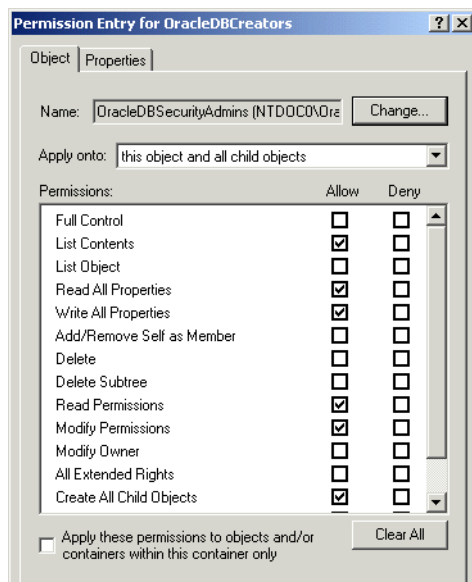 Permission Entry for OracleDBCreators
Object Properties
Name: OracleDBSecurityAdmins (NTDOC0\Ora Change...
Apply onto: this object and all child objects
Permissions: Allow Deny
Full Control
List Contents
List Object
Read All Properties
Write All Properties
Add/Remove Self as Member
Delete
Delete Subtree
Read Permissions
Modify Permissions
Modify Owner
All Extended Rights
Create All Child Objects
Apply these permissions to objects and/or
containers within this container only
Clear All